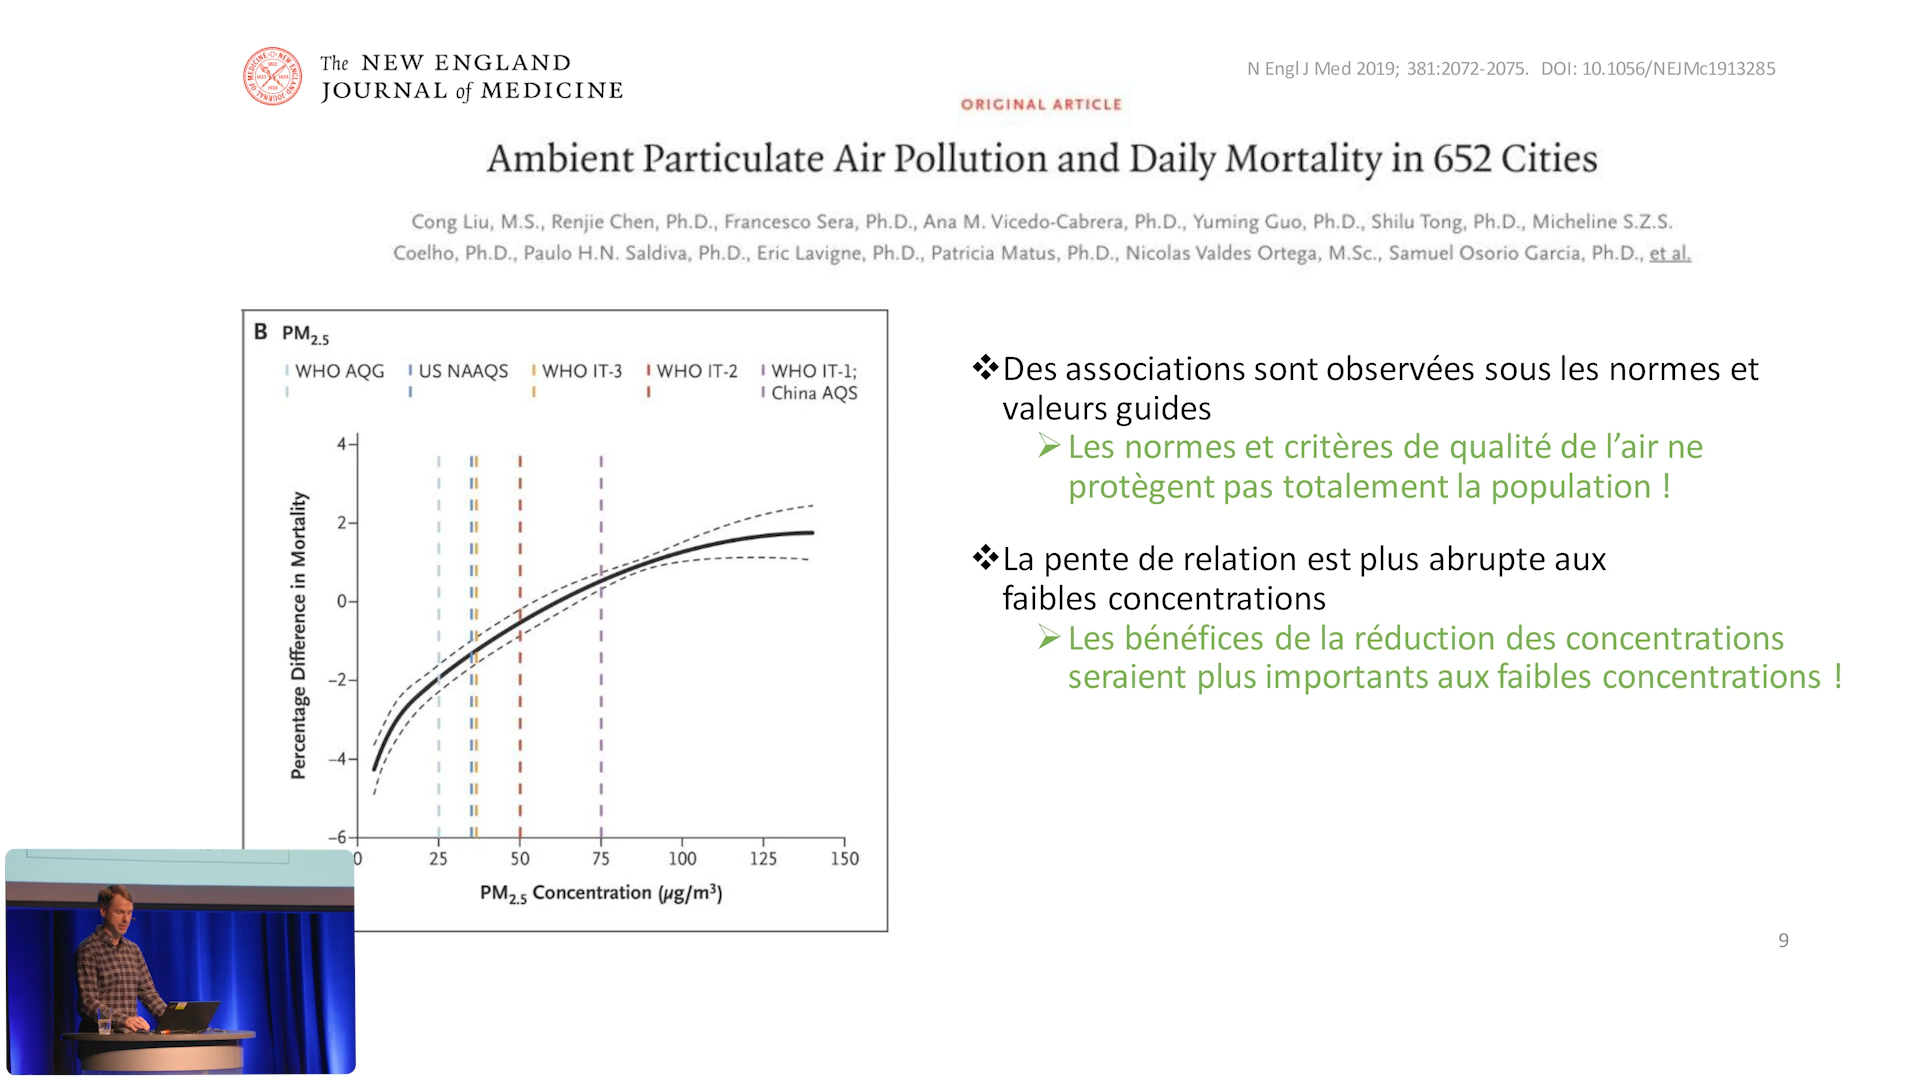 The NEW ENGLAND
JOURNAL of MEDICINE
N Engl J Med 2019; 381:2072-2075. DOI: 10.1056/NEJMc1913285
ORIGINAL ARTICLE
Ambient Particulate Air Pollution and Daily Mortality in 652 Cities
Cong Liu, M.S., Renjie Chen, Ph.D., Francesco Sera, Ph.D., Ana M. Vicedo-Cabrera, Ph.D., Yuming Guo, Ph.D., Shilu Tong, Ph.D., Micheline S.Z.S.
Coelho, Ph.D., Paulo H.N. Saldiva, Ph.D., Eric Lavigne, Ph.D., Patricia Matus, Ph.D., Nicolas Valdes Ortega, M.Sc., Samuel Osorio Garcia, Ph.D., et al.
B PM2.5
WHO AQG US NAAQS WHO IT-3 WHO IT-2 WHO IT-1;
China AQS
4
2
0
–2
–4
–6
Percentage Difference in Mortality
0 25 50 75 100 125 150
PM2.5 Concentration (μg/m³)
❖Des associations sont observées sous les normes et
valeurs guides
➢Les normes et critères de qualité de l’air ne
protègent pas totalement la population !
❖La pente de relation est plus abrupte aux
faibles concentrations
➢Les bénéfices de la réduction des concentrations
seraient plus importants aux faibles concentrations !
9